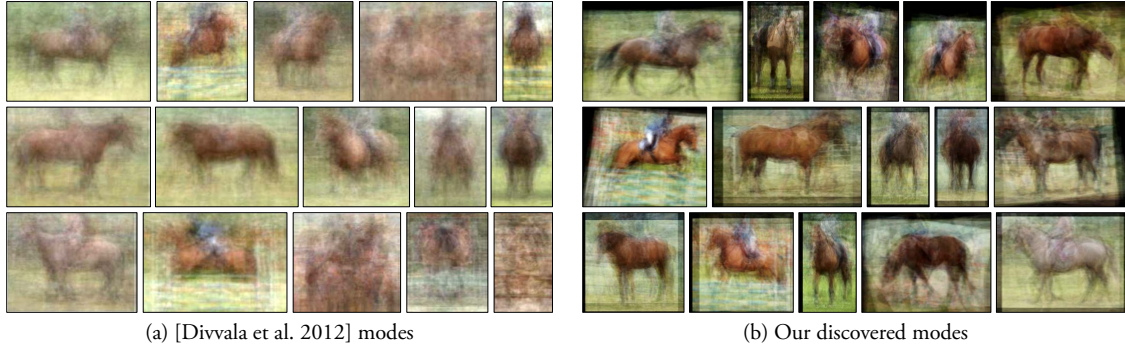 (a) [Divvala et al. 2012] modes
(b) Our discovered modes